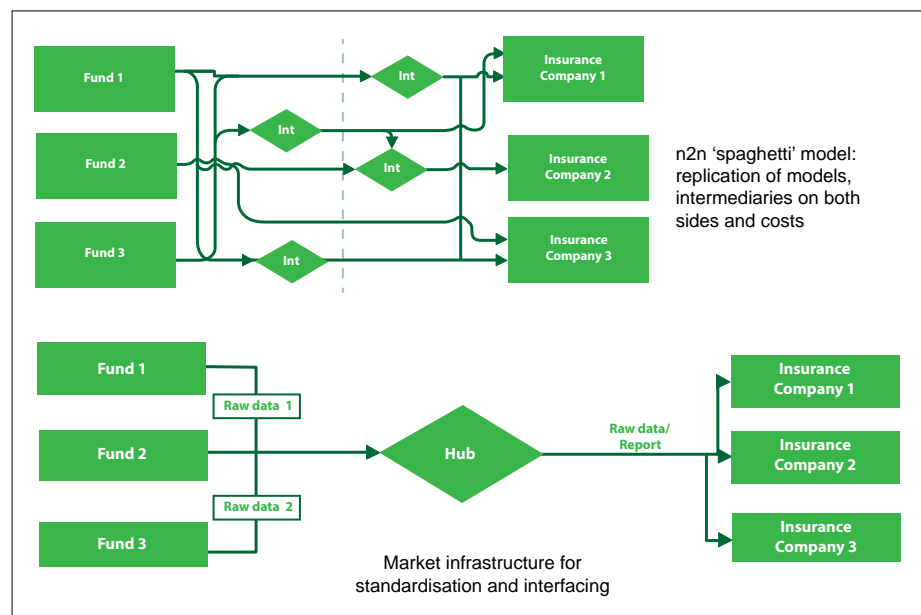 Fund 1
Int
Insurance
Company 1
Int
Fund 2
Int
Insurance
Company 2
n2n ‘spaghetti’ model:
replication of models,
intermediaries on both
sides and costs
Fund 3
Int
Insurance
Company 3
Fund 1
Raw data 1
Insurance
Company 1
Fund 2
Hub
Raw data/
Report
Insurance
Company 2
Raw data 2
Fund 3
Insurance
Company 3
Market infrastructure for
standardisation and interfacing